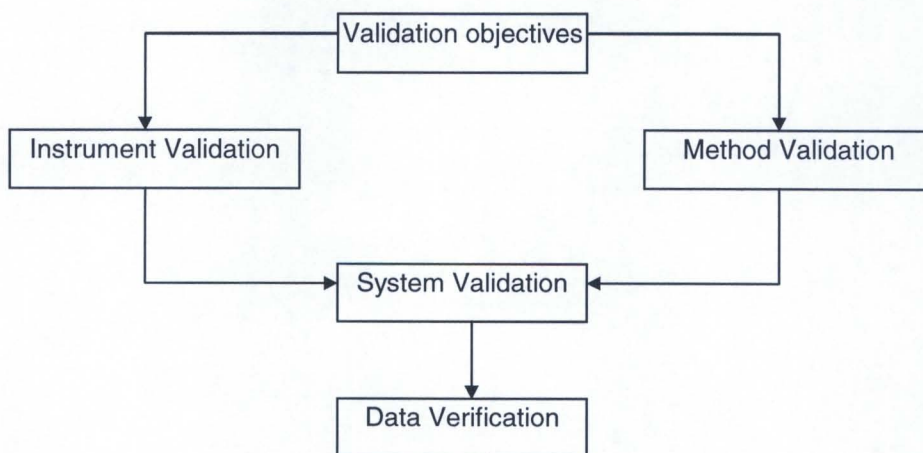 Validation objectives
Instrument Validation
Method Validation
System Validation
Data Verification